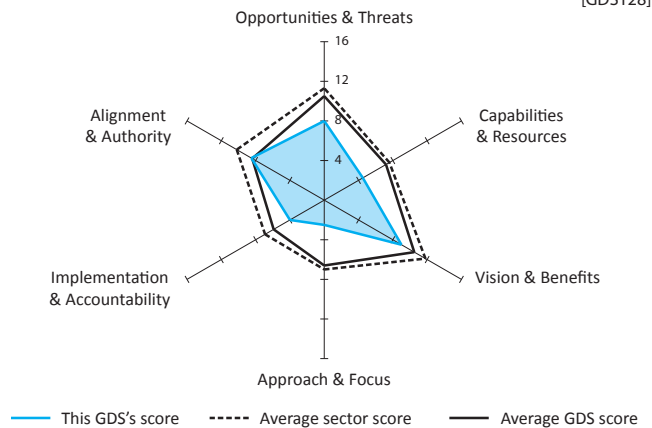 [GDS128]
Opportunities & Threats
16
12
8
4
Alignment
& Authority
Capabilities
& Resources
Implementation
& Accountability
Vision & Benefits
Approach & Focus
This GDS's score
Average sector score
Average GDS score